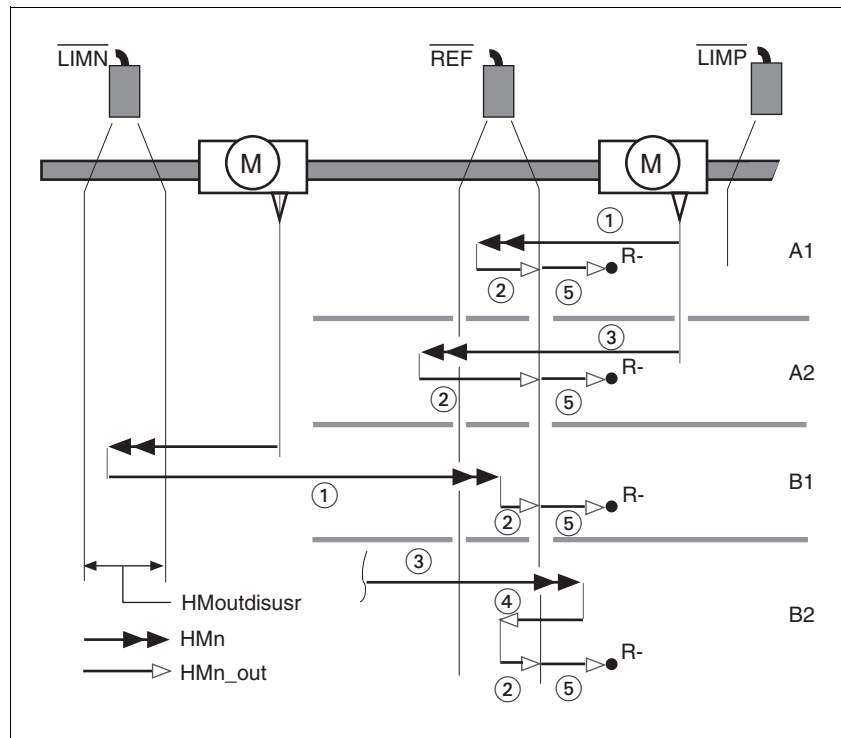 LIMN REF LIMP
M M
1
R- A1
2 5
3
R- A2
2 5
R- B1
1 2 5
3
HMoutdisusr 4 B2
HMn
R-
HMn_out 2 5